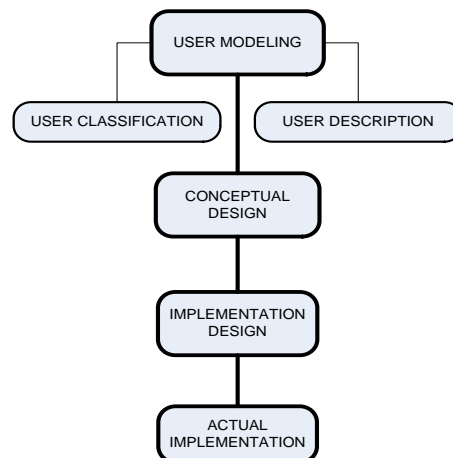 USER MODELING
USER CLASSIFICATION
USER DESCRIPTION
CONCEPTUAL
DESIGN
IMPLEMENTATION
DESIGN
ACTUAL
IMPLEMENTATION